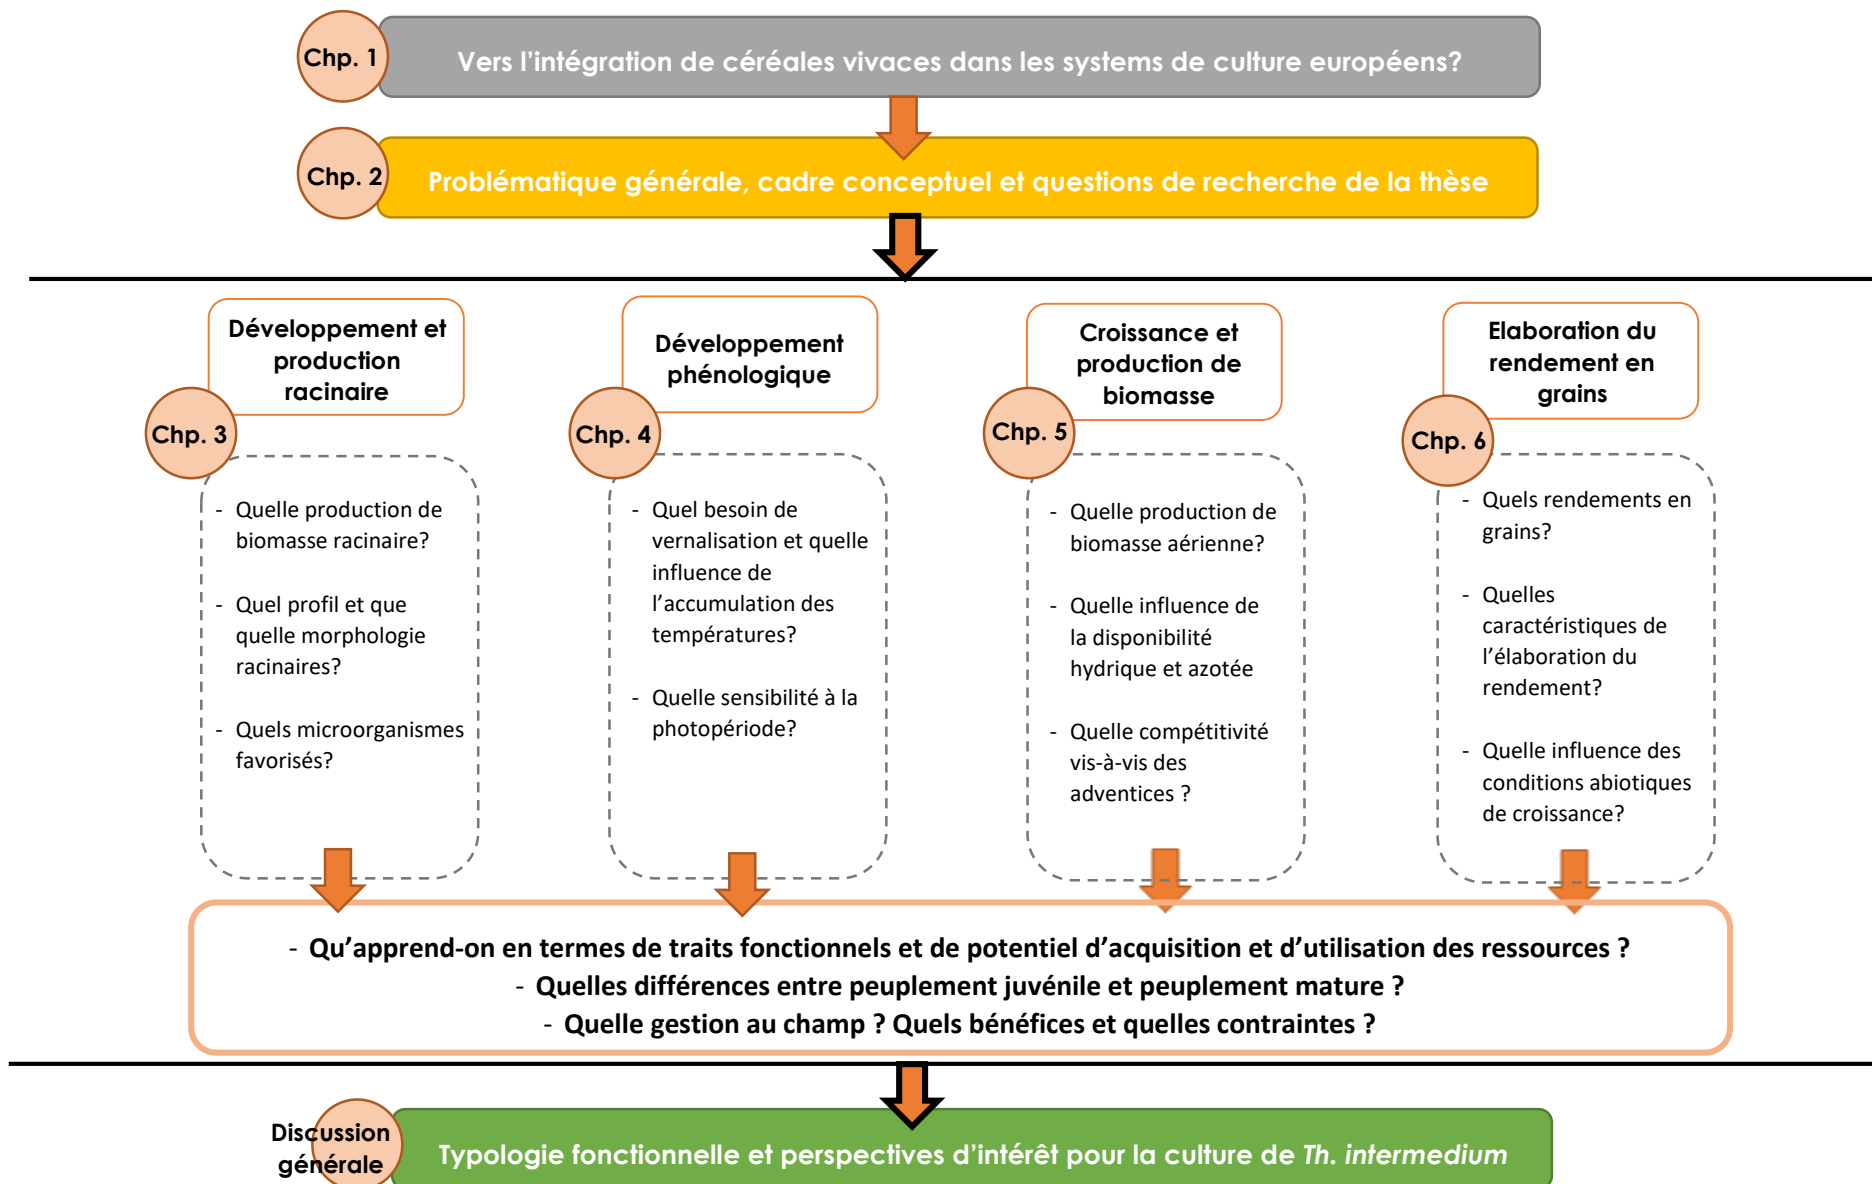 Chp. 1
Vers l'intégration de céréales vivaces dans les systems de culture européens?
Chp. 2
Problématique générale, cadre conceptuel et questions de recherche de la thèse
Développement et
production
racinaire
Chp. 3
- Quelle production de
biomasse racinaire?
- Quel profil et que
quelle morphologie
racinaires?
- Quels microorganismes
favorisés?
Développement
phénologique
Chp. 4
- Quel besoin de
vernalisation et quelle
influence de
l'accumulation des
températures?
- Quelle sensibilité à la
photopériode?
Croissance et
production de
biomasse
Chp. 5
- Quelle production de
biomasse aérienne?
- Quelle influence de
la disponibilité
hydrique et azotée
- Quelle compétitivité
vis-à-vis des
adventices ?
Elaboration du
rendement en
grains
Chp. 6
- Quels rendements en
grains?
- Quelles
caractéristiques de
l'élaboration du
rendement?
- Quelle influence des
conditions abiotiques
de croissance?
- Qu'apprend-on en termes de traits fonctionnels et de potentiel d'acquisition et d'utilisation des ressources ?
- Quelles différences entre peuplement juvénile et peuplement mature ?
- Quelle gestion au champ ? Quels bénéfices et quelles contraintes ?
Discussion
générale
Typologie fonctionnelle et perspectives d'intérêt pour la culture de Th. intermedium